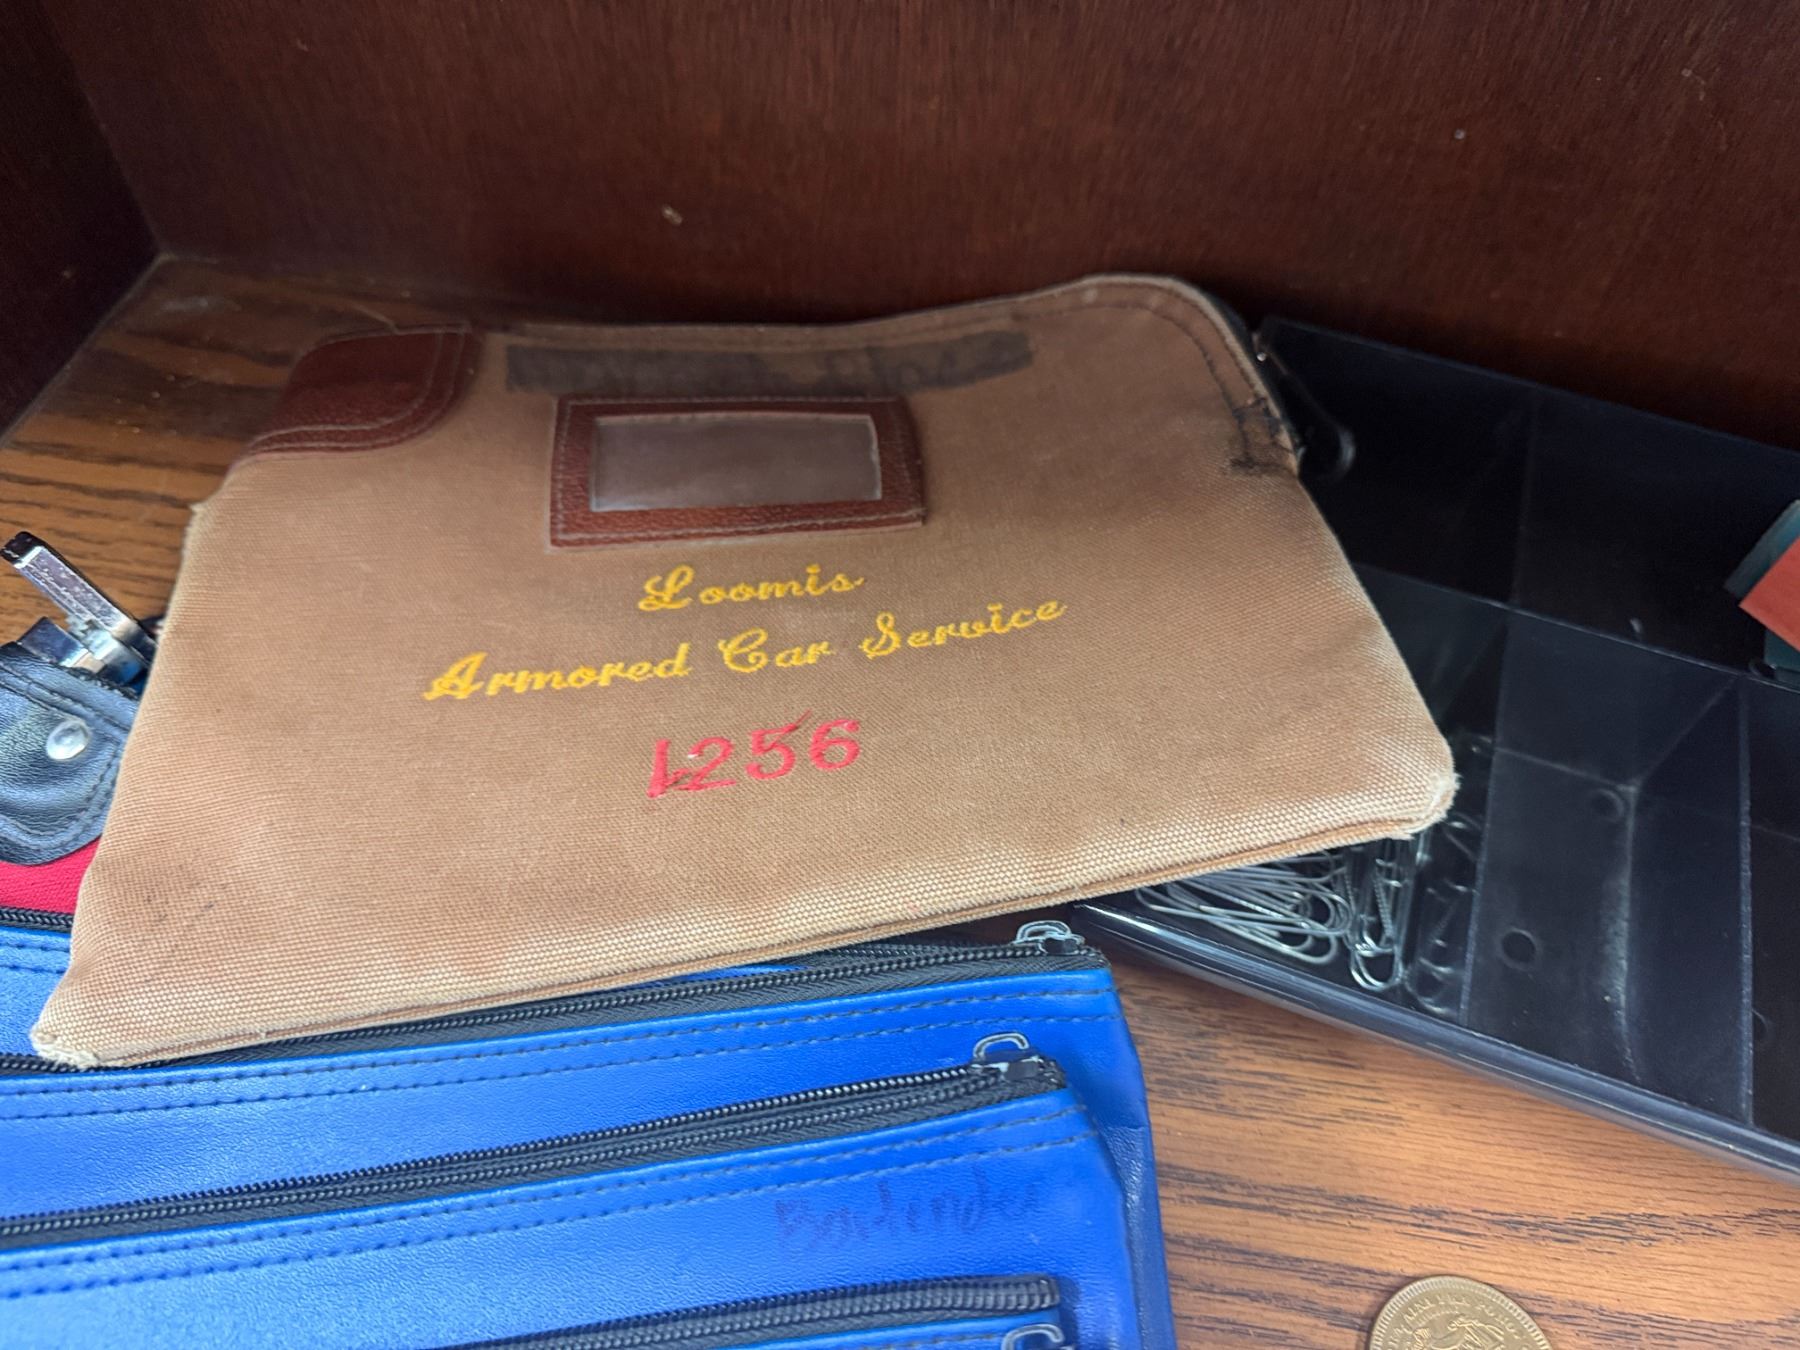 Loomis
Armored Car Service
1256
Bartender